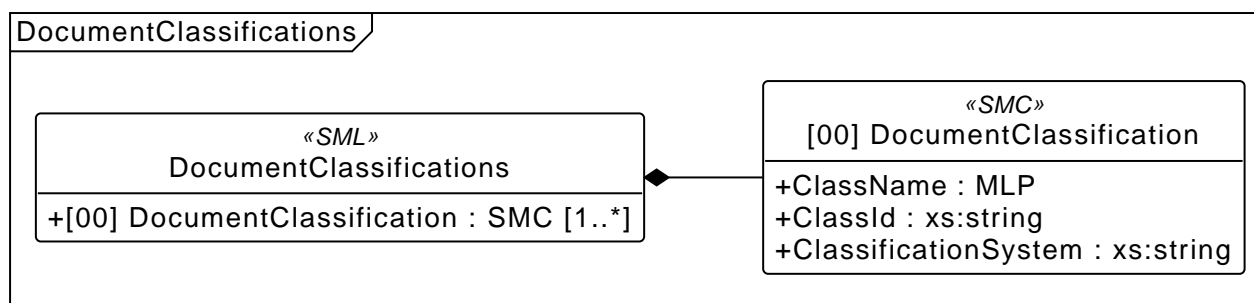 DocumentClassifications
«SML»
DocumentClassifications
+[00] DocumentClassification : SMC [1..*]
«SMC»
[00] DocumentClassification
+ClassName : MLP
+ClassId : xs:string
+ClassificationSystem : xs:string